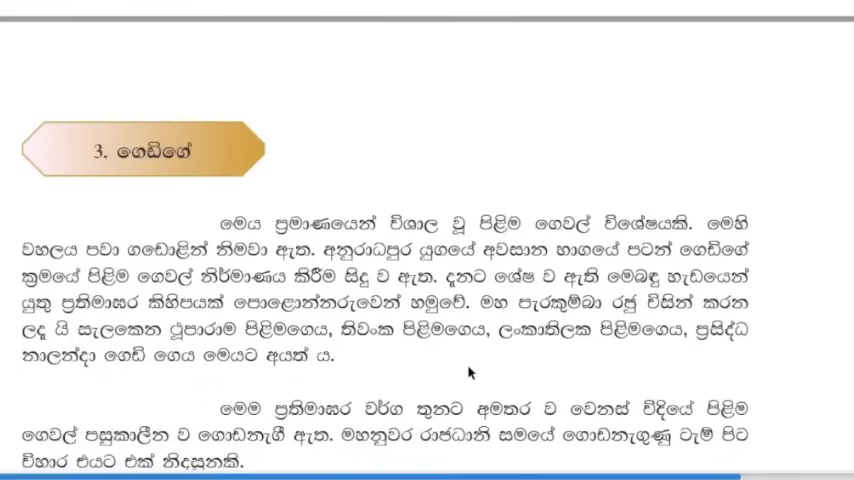 3. ගෙඩිගේ
මෙය ප්‍රමාණයෙන් විශාල වූ පිළිම ගෙවල් විශේෂයකි. මෙහි
වහලය පවා ගඩොළින් නිමවා ඇත. අනුරාධපුර යුගයේ අවසාන භාගයේ පටන් ගෙඩිගේ
ක්‍රමයේ පිළිම ගෙවල් නිර්මාණය කිරීම සිදු ව ඇත. දැනට ශේෂ ව ඇති මෙබඳු හැඩයෙන්
යුතු ප්‍රතිමාඝර කිහිපයක් පොළොන්නරුවෙන් හමුවේ. මහ පැරකුම්බා රජු විසින් කරන
ලදැ යි සැලකෙන ථූපාරාම පිළිමගෙය, තිවංක පිළිමගෙය, ලංකාතිලක පිළිමගෙය, ප්‍රසිද්ධ
නාලන්දා ගෙඩි ගෙය මෙයට අයත් ය.
මෙම ප්‍රතිමාඝර වර්ග තුනට අමතර ව වෙනස් විදියේ පිළිම
ගෙවල් පසුකාලීන ව ගොඩනැගී ඇත. මහනුවර රාජධානි සමයේ ගොඩනැගුණු ටැම් පිට
විහාර එයට එක් නිදසුනකි.